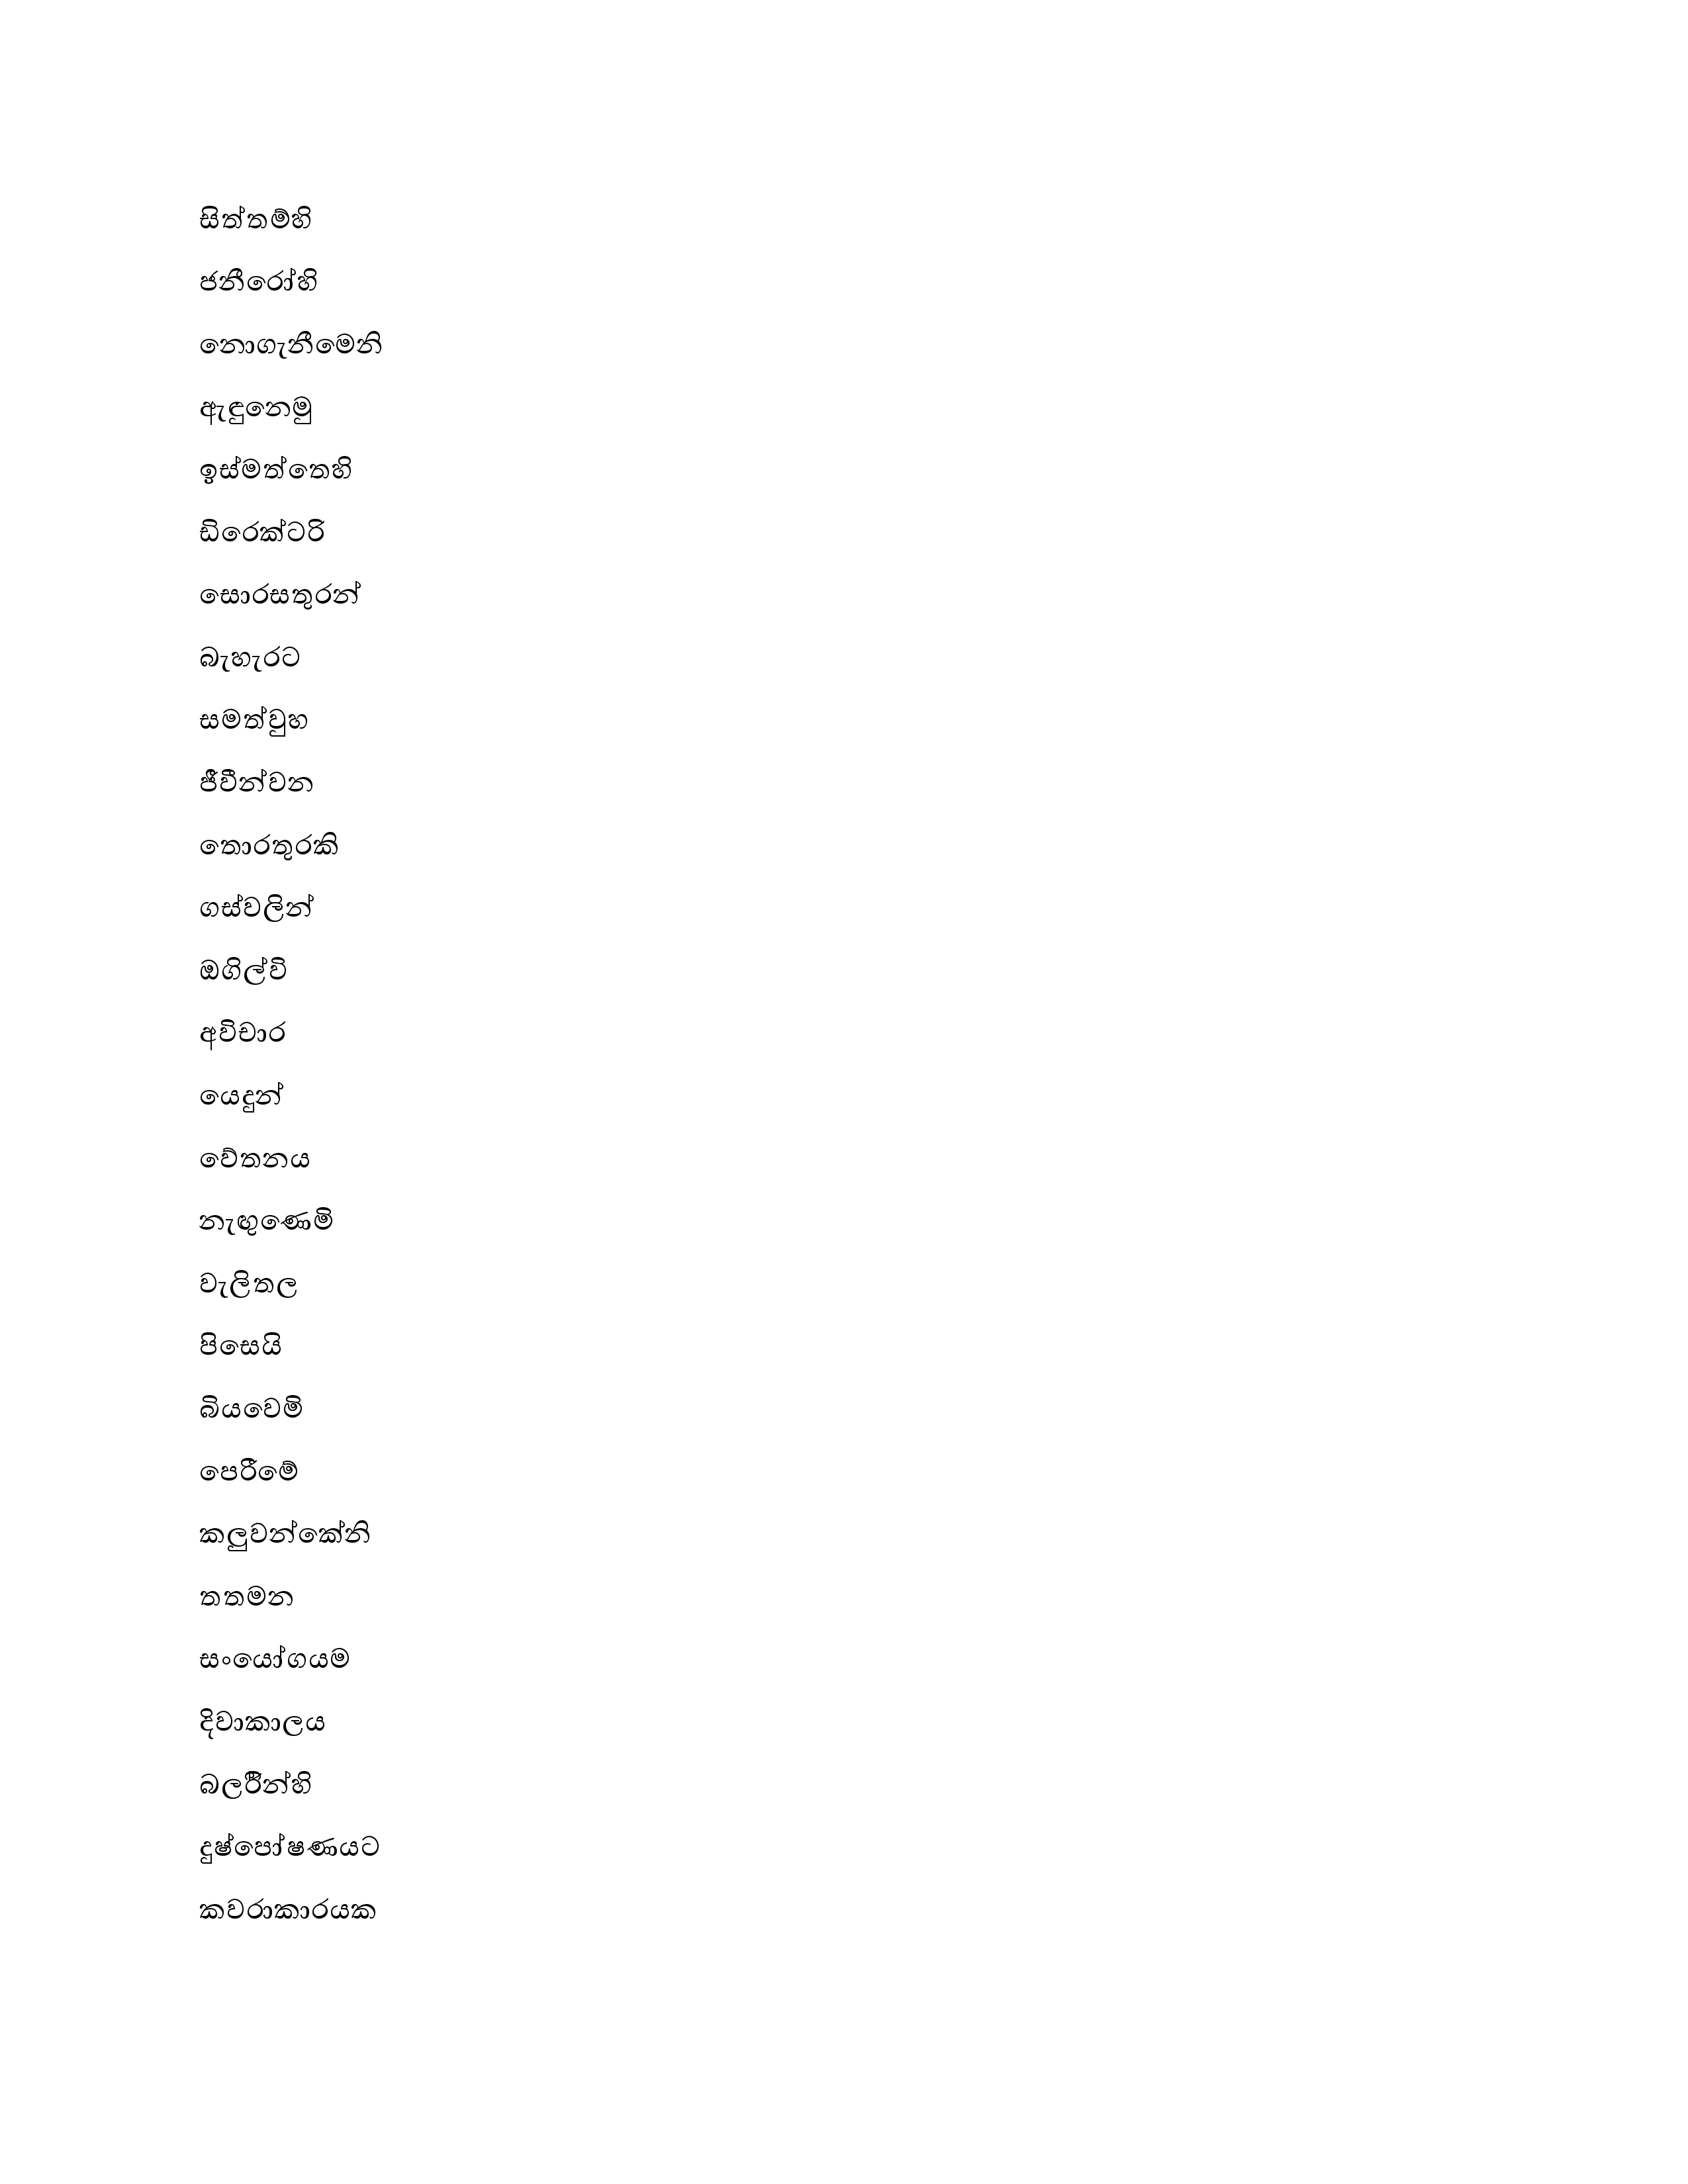 සිත්තම්හි
ජනීරෝහි
නොගැනීමෙනි
ඇඳුනෙමු
ඉස්මත්තෙහි
ඩිරෙක්ටරි
සොරසතුරන්
බැහැරට
සමත්වුහ
ජීවීන්වන
තොරතුරකි
ගස්වලින්
ඔගිල්වි
අවිචාර
යෙදුන්
වේතනය
නැඟුණෙමි
වැලිතල
පිසෙයි
බියවෙමි
පෙරීමේ
කලුවන්කේනි
තතමන
සංයෝගයම
දිවාකාලය
බලර්ීන්හි
දුෂ්පෝෂණයට
කවරාකාරයක